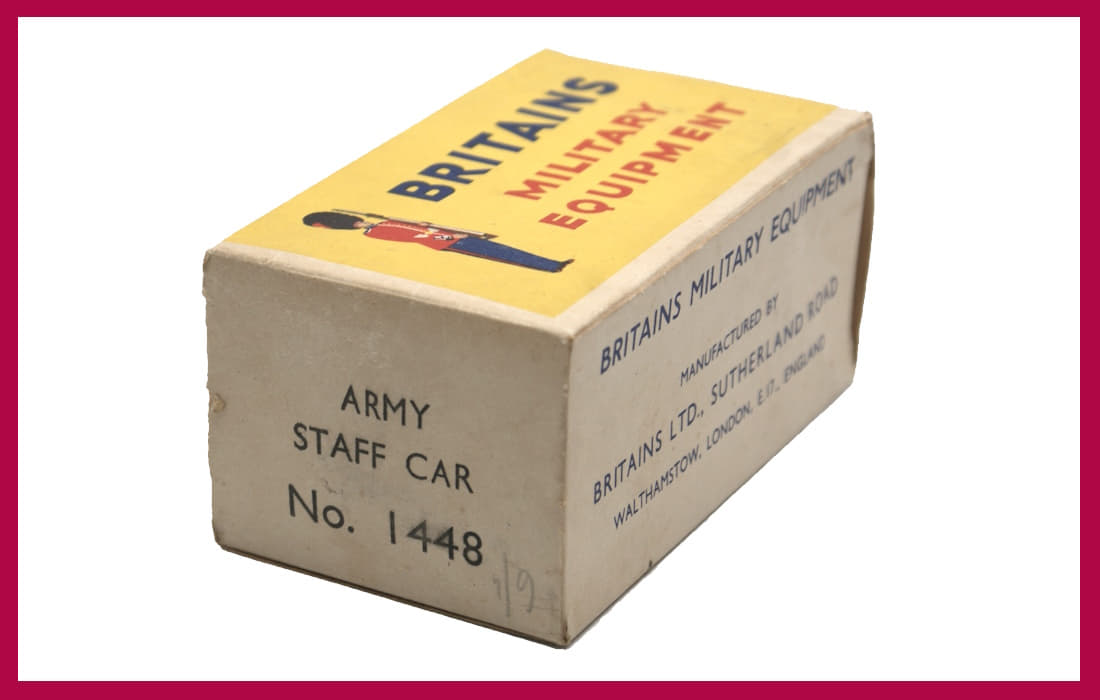 BRITAINS
MILITARY
EQUIPMENT
ARMY
STAFF CAR
No. 1448
BRITAINS MILITARY EQUIPMENT
MANUFACTURED BY
BRITAINS LTD., SUTHERLAND ROAD
WALTHAMSTOW, LONDON, E.17., ENGLAND